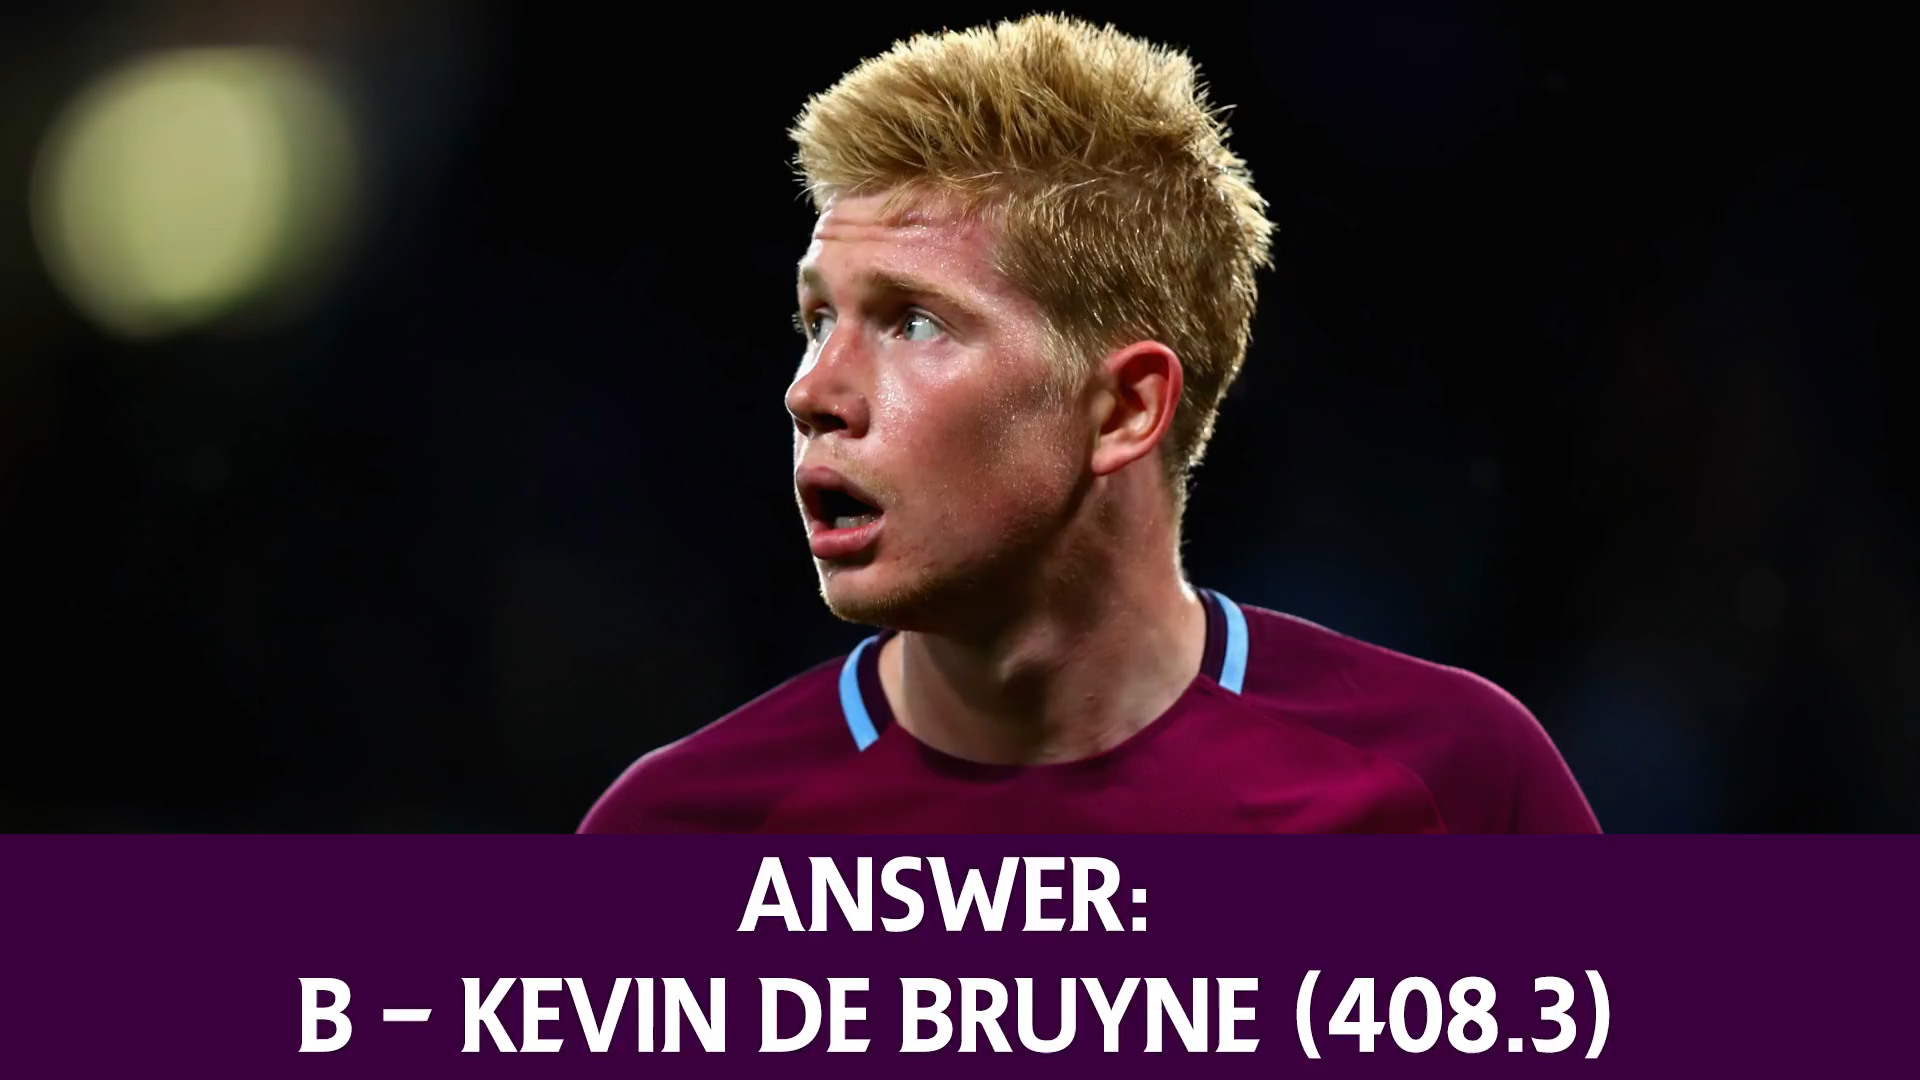 ANSWER:
B – KEVIN DE BRUYNE (408.3)